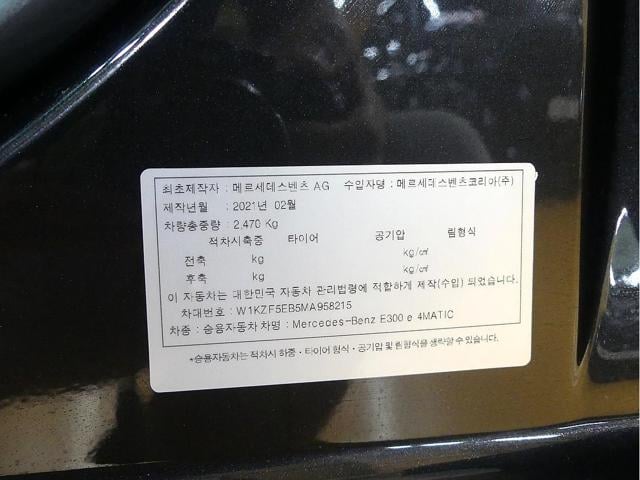 최초제작자 : 메르세데스벤츠 AG 수입자명 : 메르세데스벤츠코리아(주)
제작년월 : 2021년 02월
차량총중량 : 2,470 Kg
적차시축중 타이어 공기압 림형식
전축 kg kg/㎠
후축 kg kg/㎠
이 자동차는 대한민국 자동차 관리법령에 적합하게 제작(수입) 되었습니다.
차대번호 : W1KZF5EB5MA958215
차종 : 승용자동차 차명 : Mercedes-Benz E300 e 4MATIC
*승용자동차는 적차시 하중·타이어 형식·공기압 및 림형식을 생략할 수 있습니다.